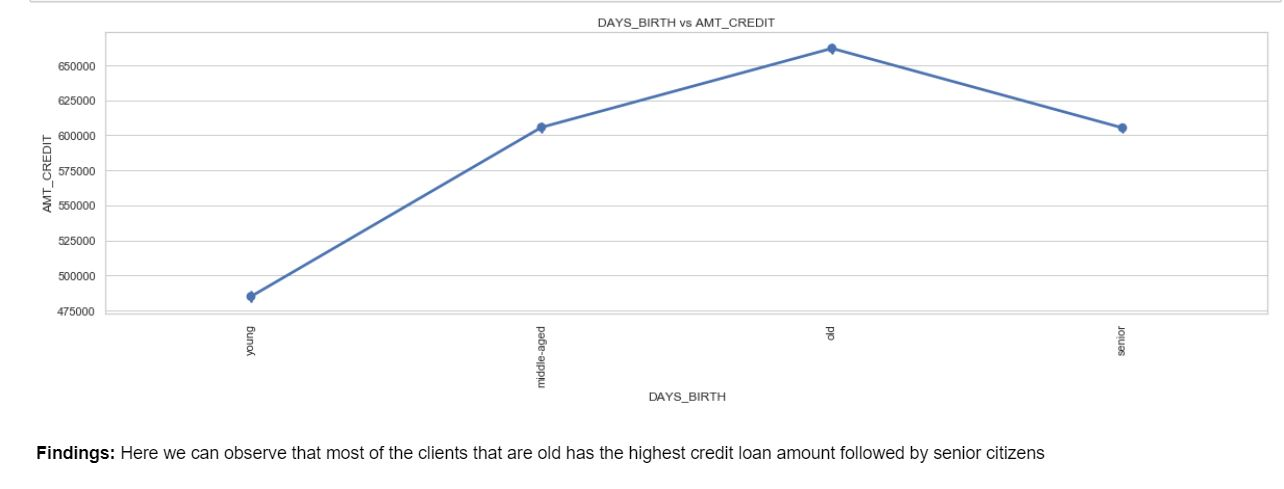 DAYS_BIRTH vs AMT_CREDIT
650000
625000
600000
575000
550000
525000
500000
475000
AMT_CREDIT
young
middle-aged
old
senior
DAYS_BIRTH
Findings: Here we can observe that most of the clients that are old has the highest credit loan amount followed by senior citizens